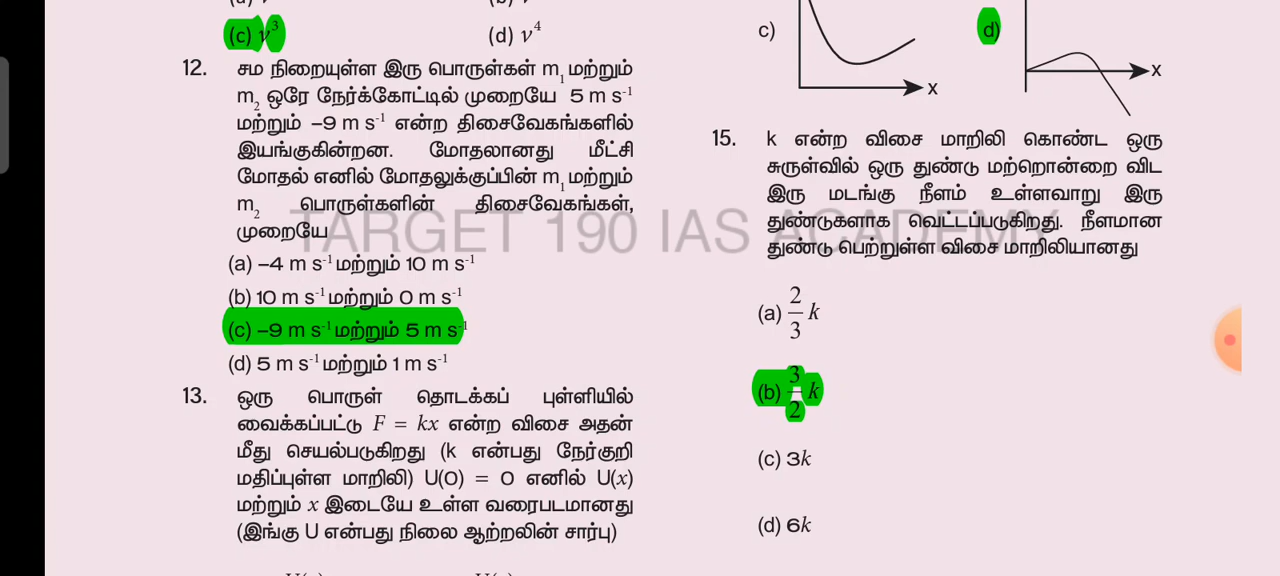 (c) ν³
(d) ν⁴
12. சம நிறையுள்ள இரு பொருள்கள் m₁ மற்றும்
m₂ ஒரே நேர்க்கோட்டில் முறையே 5 m s⁻¹
மற்றும் –9 m s⁻¹ என்ற திசைவேகங்களில்
இயங்குகின்றன. மோதலானது மீட்சி
மோதல் எனில் மோதலுக்குப்பின் m₁ மற்றும்
m₂ பொருள்களின் திசைவேகங்கள்,
முறையே
(a) –4 m s⁻¹ மற்றும் 10 m s⁻¹
(b) 10 m s⁻¹ மற்றும் 0 m s⁻¹
(c) –9 m s⁻¹ மற்றும் 5 m s⁻¹
(d) 5 m s⁻¹ மற்றும் 1 m s⁻¹
13. ஒரு பொருள் தொடக்கப் புள்ளியில்
வைக்கப்பட்டு F = kx என்ற விசை அதன்
மீது செயல்படுகிறது (k என்பது நேர்குறி
மதிப்புள்ள மாறிலி) U(0) = 0 எனில் U(x)
மற்றும் x இடையே உள்ள வரைபடமானது
(இங்கு U என்பது நிலை ஆற்றலின் சார்பு)
c)
x
d)
x
15. k என்ற விசை மாறிலி கொண்ட ஒரு
சுருள்வில் ஒரு துண்டு மற்றொன்றை விட
இரு மடங்கு நீளம் உள்ளவாறு இரு
துண்டுகளாக வெட்டப்படுகிறது. நீளமான
துண்டு பெற்றுள்ள விசை மாறிலியானது
(a) 2/3 k
(b) 3/2 k
(c) 3k
(d) 6k
TARGET 190 IAS ACADEMY